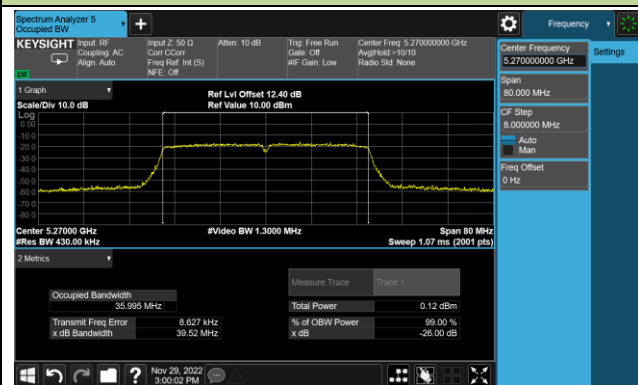 Spectrum Analyzer 5
Occupied BW
Frequency
KEYSIGHT
Input: RF
Coupling: AC
Align: Auto
Input Z: 50 Ω
Corr CCorr
Freq Ref: Int (S)
NFE: Off
Atten: 10 dB
Trig: Free Run
Gate: Off
#IF Gain: Low
Center Freq: 5.270000000 GHz
Avg|Hold:>10/10
Radio Std: None
Center Frequency
5.270000000 GHz
Settings
Span
80.000 MHz
CF Step
8.000000 MHz
Auto
Man
Freq Offset
0 Hz
1 Graph
Scale/Div 10.0 dB
Ref Lvl Offset 12.40 dB
Ref Value 10.00 dBm
Log
0.00
-10.0
-20.0
-30.0
-40.0
-50.0
-60.0
-70.0
-80.0
Center 5.27000 GHz
#Video BW 1.3000 MHz
Span 80 MHz
#Res BW 430.00 kHz
Sweep 1.07 ms (2001 pts)
2 Metrics
Measure Trace
Trace 1
Occupied Bandwidth
35.995 MHz
Total Power
0.12 dBm
Transmit Freq Error
8.627 kHz
% of OBW Power
99.00 %
x dB Bandwidth
39.52 MHz
x dB
-26.00 dB
Nov 29, 2022
3:00:02 PM